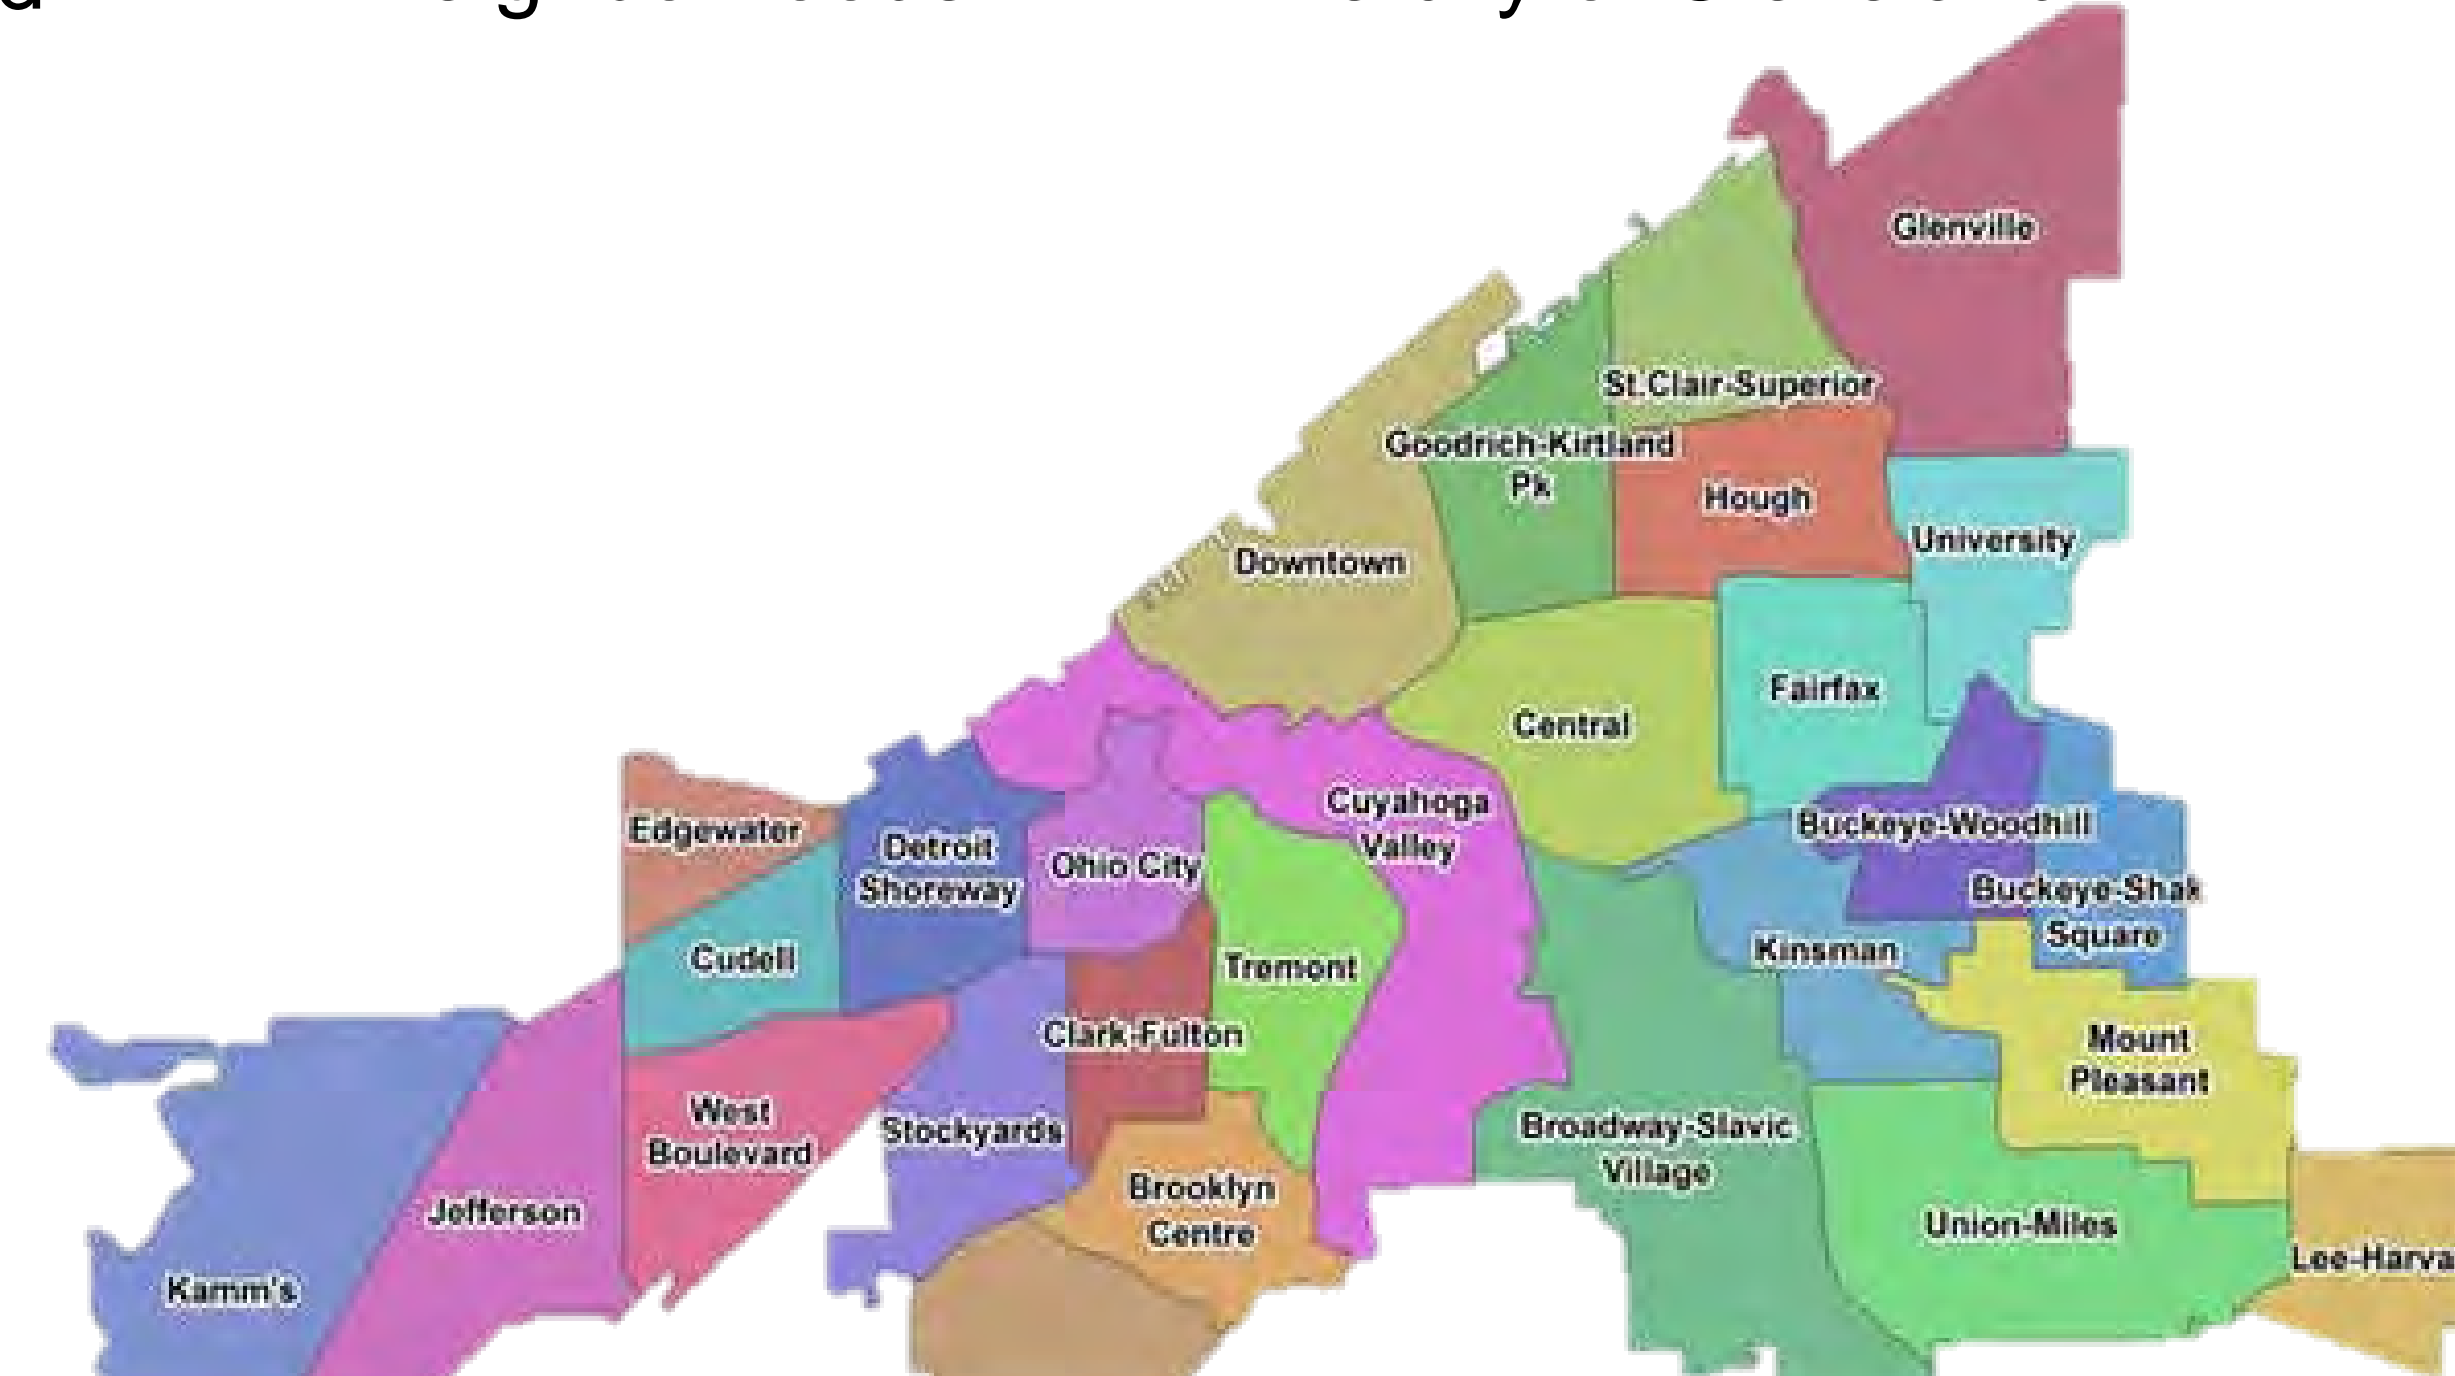 Glenville
St.Clair-Superior
Goodrich-Kirtland
Pk
Hough
University
Downtown
Fairfax
Central
Cuyahoga
Valley
Buckeye-Woodhill
Edgewater
Detroit
Shoreway
Ohio City
Buckeye-Shak
Square
Cudell
Tremont
Kinsman
Clark-Fulton
Mount
Pleasant
West
Boulevard
Stockyards
Broadway-Slavic
Village
Brooklyn
Centre
Jefferson
Union-Miles
Kamm's
Lee-Harva